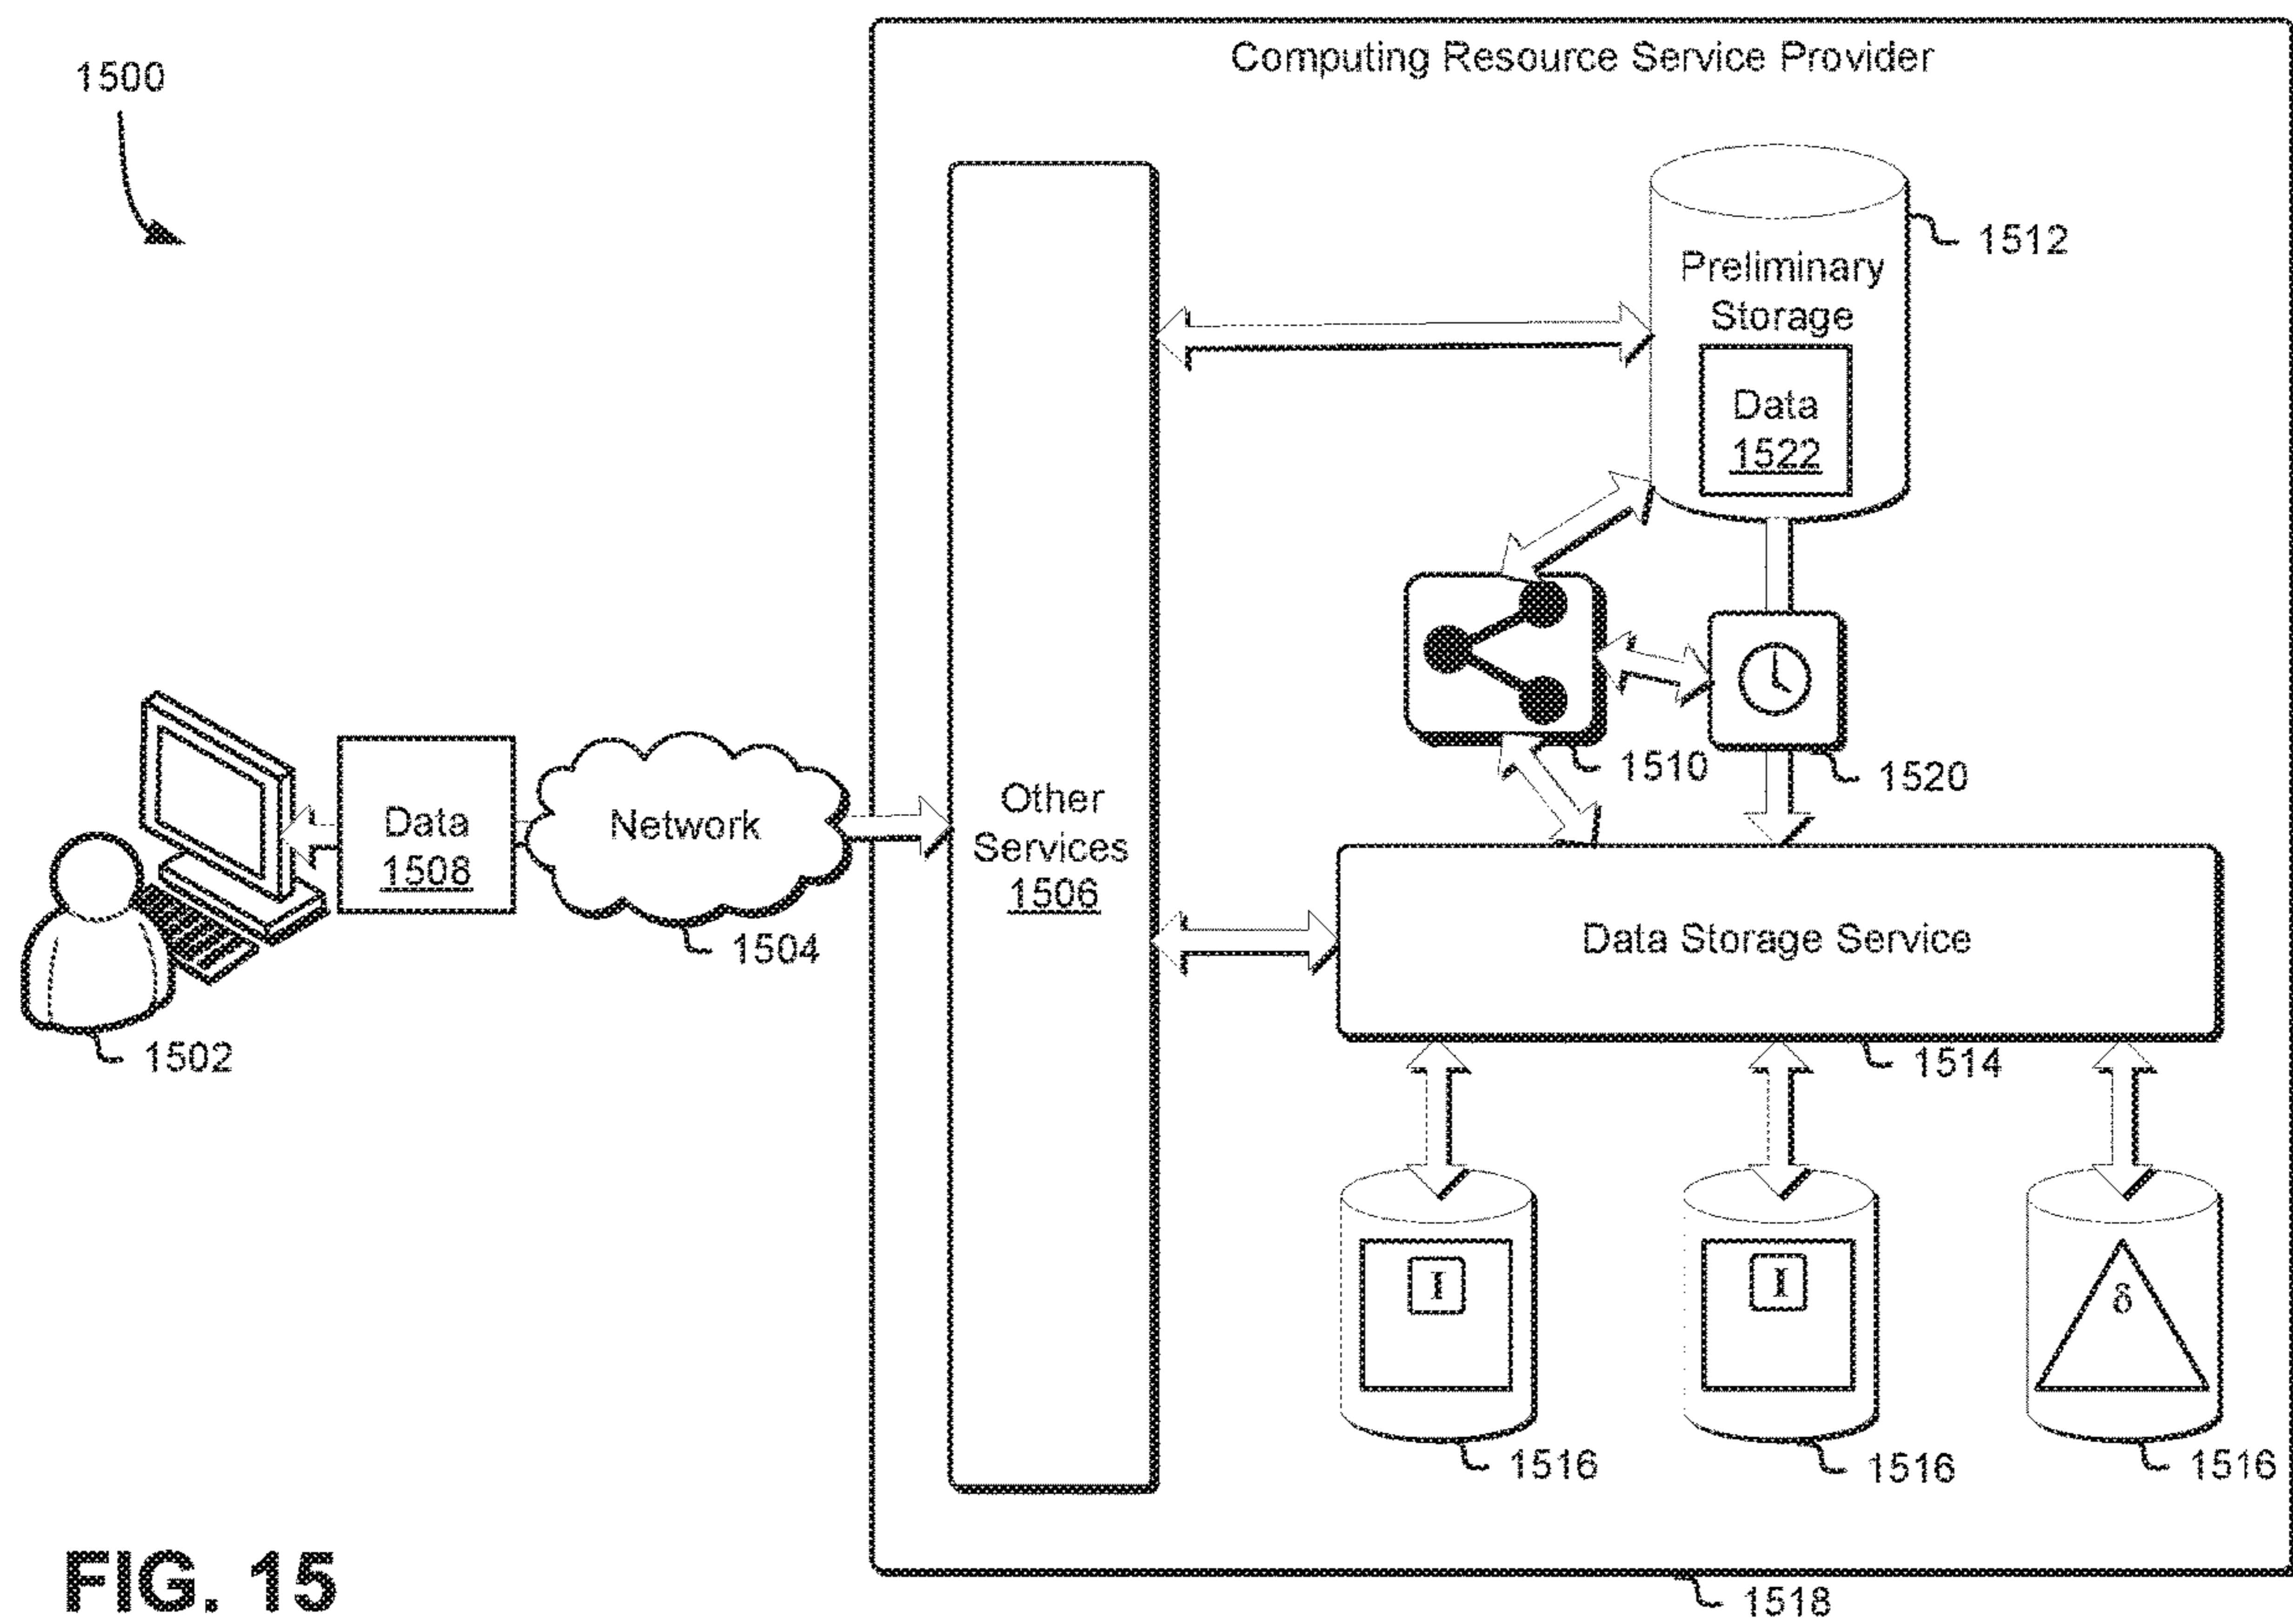 1500
Computing Resource Service Provider
1512
Preliminary
Storage
Data
1522
1510
1520
Data
1508
Network
1504
Other
Services
1506
Data Storage Service
1502
1514
I
I
δ
1516
1516
1516
FIG. 15
1518